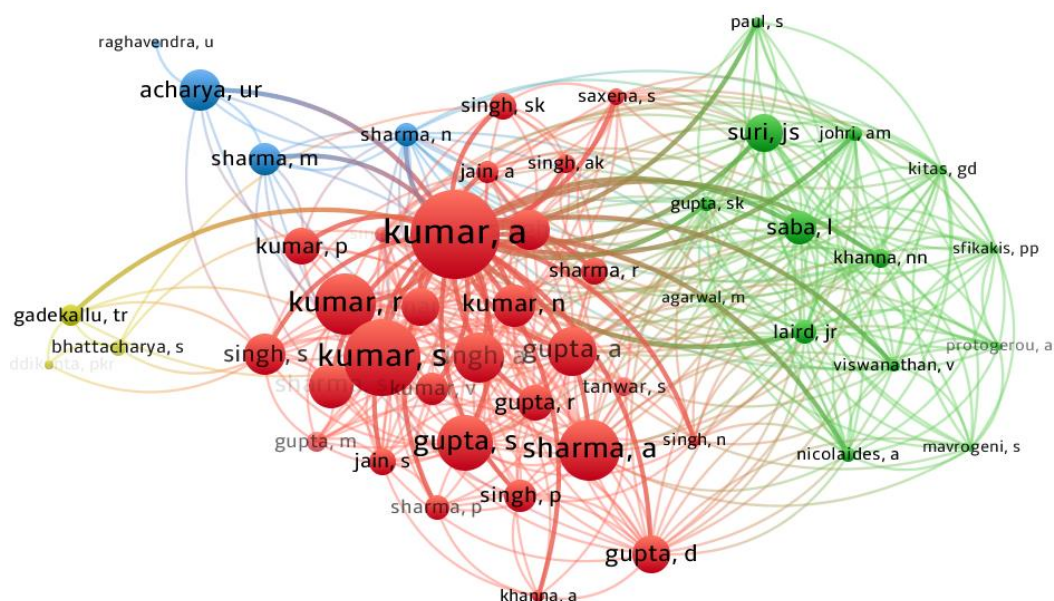 paul, s
raghavendra, u
acharya, ur
singh, sk
saxena, s
sharma, n
suri, js
johri, am
sharma, m
jain, a
singh, ak
kitas, gd
gupta, sk
kumar, a
saba, l
kumar, p
khanna, nn
sfikakis, pp
sharma, r
agarwal, m
kumar, r
kumar, n
gadekallu, tr
laird, jr
bhattacharya, s
singh, s
kumar, s
gupta, a
protogerou, a
viswanathan, v
kumar, v
tanwar, s
gupta, r
gupta, m
gupta, s
sharma, a
singh, n
jain, s
nicolaides, a
mavrogeni, s
sharma, p
singh, p
gupta, d
khanna, a